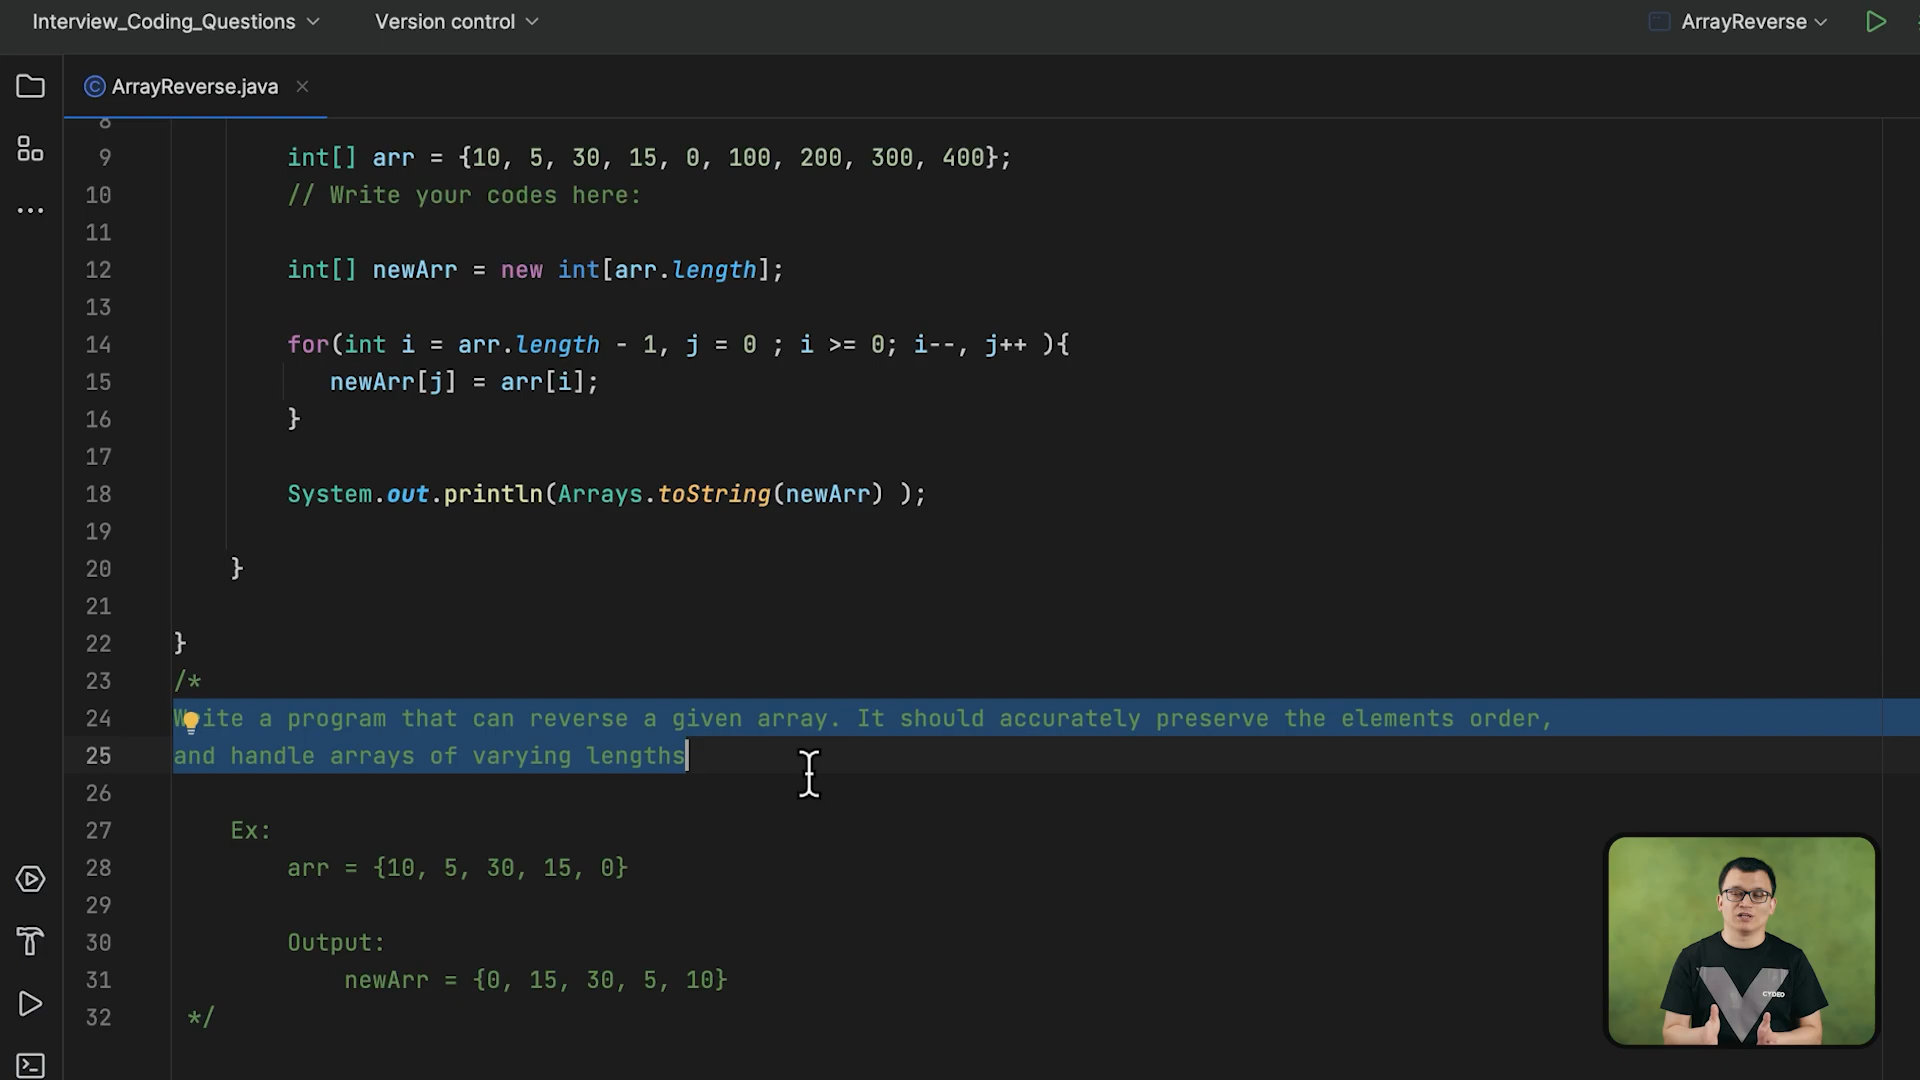 Interview_Coding_Questions Version control ArrayReverse
ArrayReverse.java
8
9 int[] arr = {10, 5, 30, 15, 0, 100, 200, 300, 400};
10 // Write your codes here:
11
12 int[] newArr = new int[arr.length];
13
14 for(int i = arr.length - 1, j = 0 ; i >= 0; i--, j++ ){
15 newArr[j] = arr[i];
16 }
17
18 System.out.println(Arrays.toString(newArr) );
19
20 }
21
22 }
23 /*
24 Write a program that can reverse a given array. It should accurately preserve the elements order,
25 and handle arrays of varying lengths
26
27 Ex:
28 arr = {10, 5, 30, 15, 0}
29
30 Output:
31 newArr = {0, 15, 30, 5, 10}
32 */
CYDEO